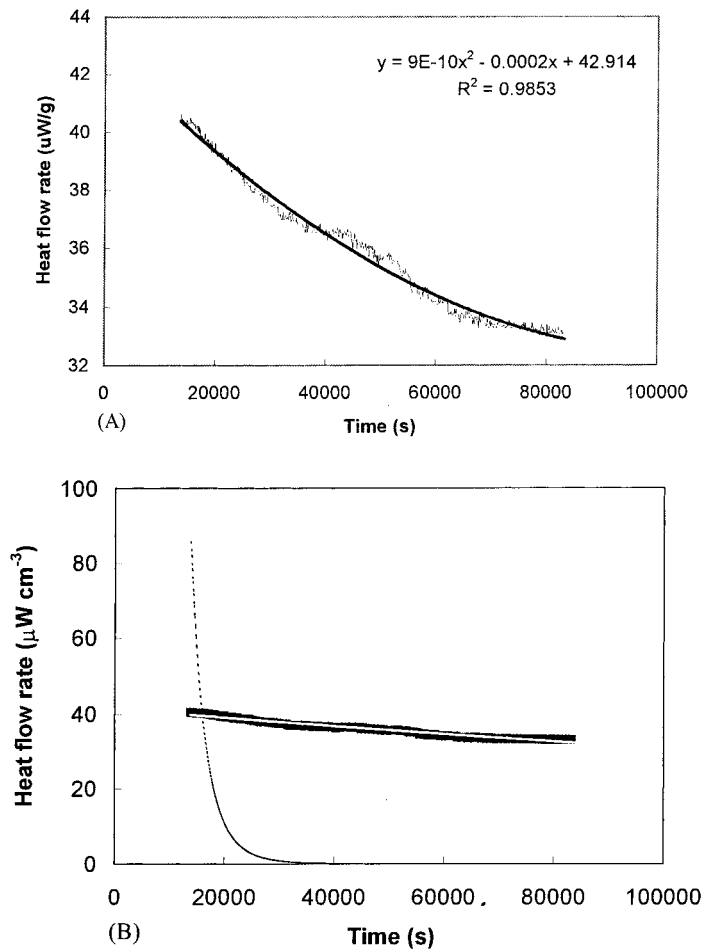 44
42
40
38
36
34
32
Heat flow rate (uW/g)
y = 9E-10x² - 0.0002x + 42.914
R² = 0.9853
0 20000 40000 60000 80000 100000
(A)
Time (s)
100
80
60
40
20
0
Heat flow rate (μW cm⁻³)
0 20000 40000 60000 80000 100000
(B)
Time (s)